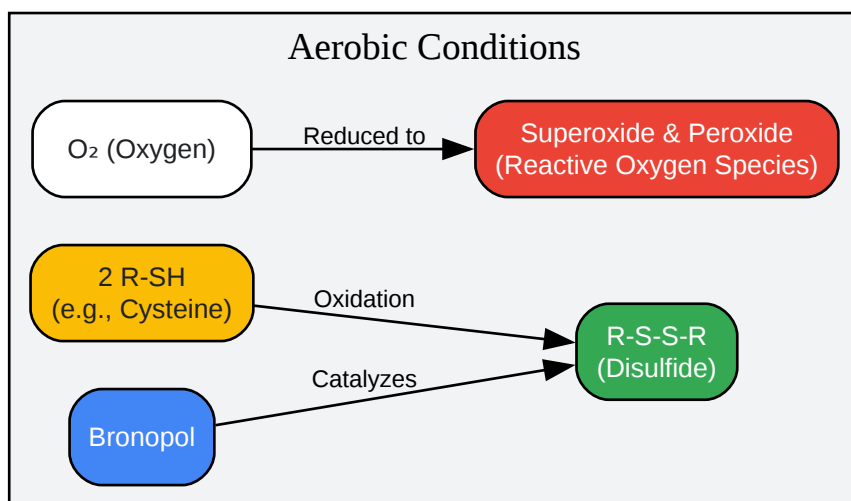 Aerobic Conditions
O₂ (Oxygen)
Reduced to
Superoxide & Peroxide
(Reactive Oxygen Species)
2 R-SH
(e.g., Cysteine)
Oxidation
R-S-S-R
(Disulfide)
Catalyzes
Bronopol